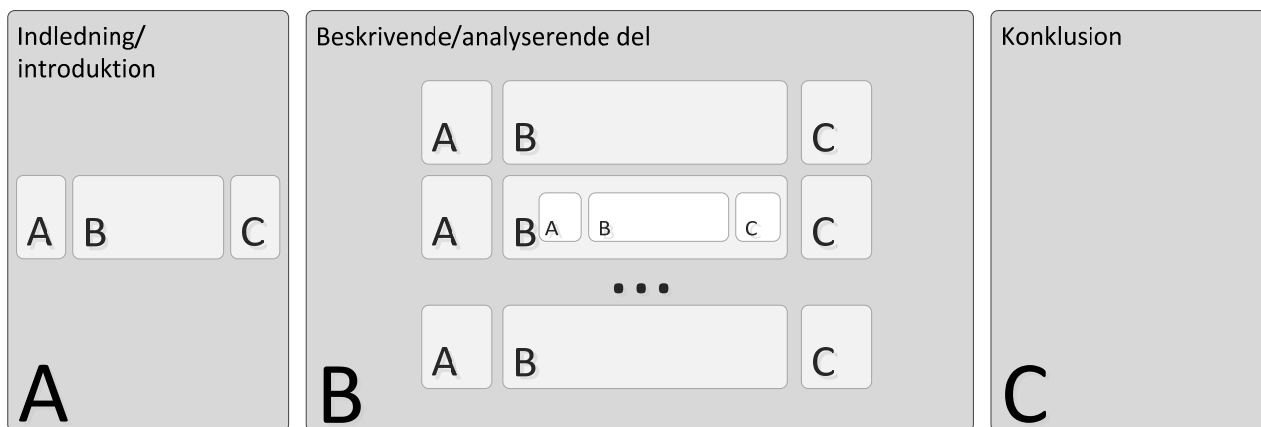 Indledning/
introduktion
A B C
A
Beskrivende/analyserende del
A B C
A B A B C C
...
A B C
B
Konklusion
C